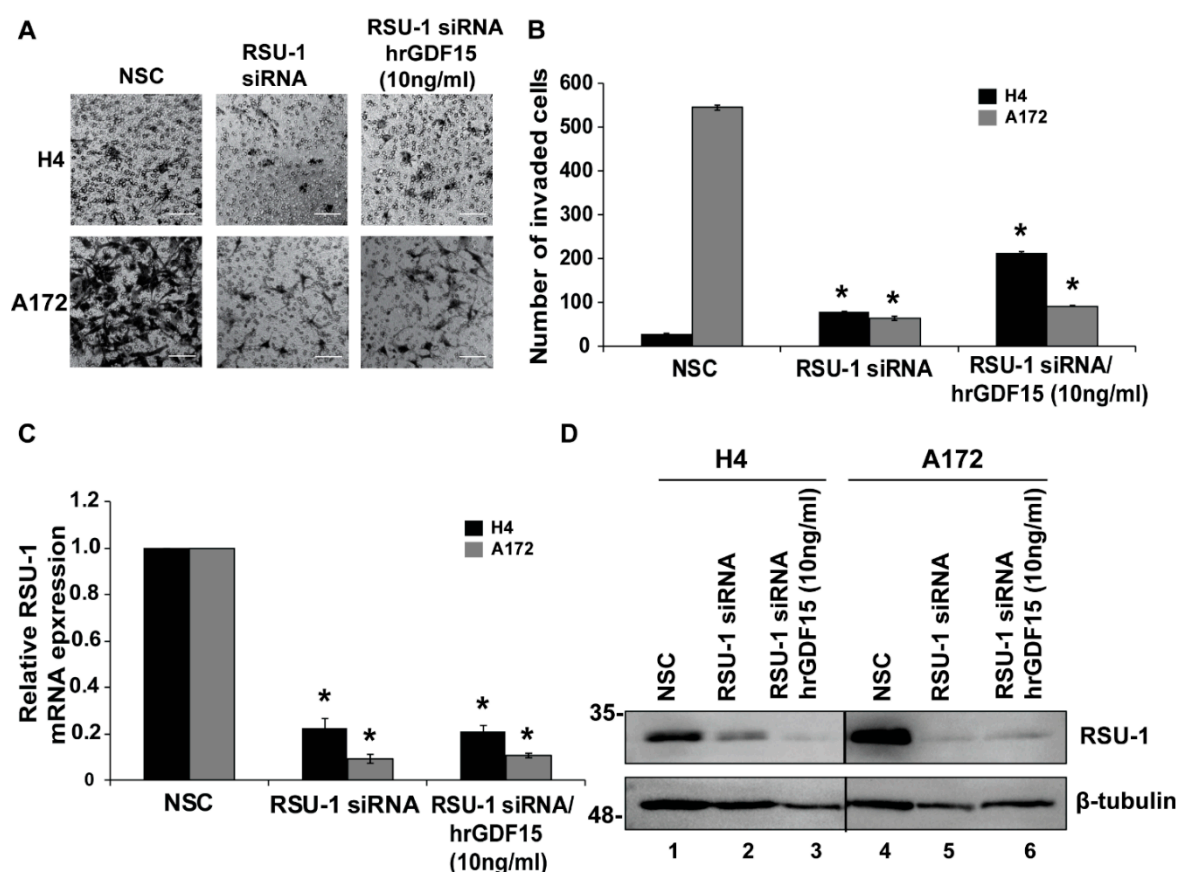 A
NSC
RSU-1
siRNA
RSU-1 siRNA
hrGDF15
(10ng/ml)
H4
A172
B
Number of invaded cells
600
500
400
300
200
100
0
H4
A172
*
*
*
*
NSC
RSU-1 siRNA
RSU-1 siRNA/
hrGDF15 (10ng/ml)
C
Relative RSU-1
mRNA epxression
1.2
1.0
0.8
0.6
0.4
0.2
0
H4
A172
*
*
*
*
NSC
RSU-1 siRNA
RSU-1 siRNA/
hrGDF15
(10ng/ml)
D
H4
A172
NSC
RSU-1 siRNA
RSU-1 siRNA
hrGDF15 (10ng/ml)
NSC
RSU-1 siRNA
RSU-1 siRNA
hrGDF15 (10ng/ml)
35-
RSU-1
48-
β-tubulin
1 2 3 4 5 6